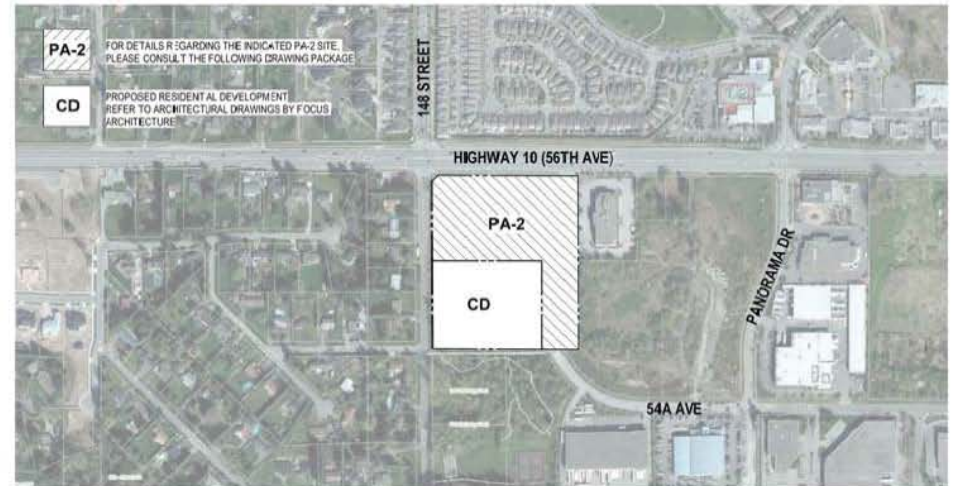 PA-2
FOR DETAILS REGARDING THE INDICATED PA-2 SITE,
PLEASE CONSULT THE FOLLOWING DRAWING PACKAGE
CD
PROPOSED RESIDENTIAL DEVELOPMENT
REFER TO ARCHITECTURAL DRAWINGS BY FOCUS
ARCHITECTURE
148 STREET
HIGHWAY 10 (56TH AVE)
PA-2
CD
PANORAMA DR
54A AVE